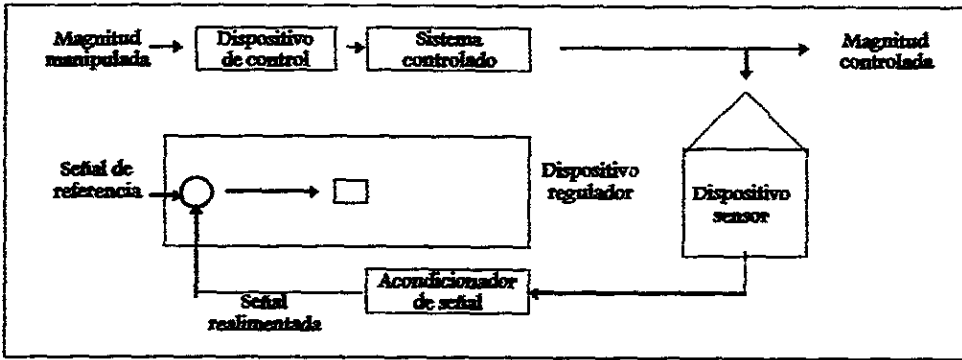 Magnitud
manipulada
Dispositivo
de control
Sistema
controlado
Magnitud
controlada
Señal de
referencia
Dispositivo
regulador
Dispositivo
sensor
Acondicionador
de señal
Señal
realimentada